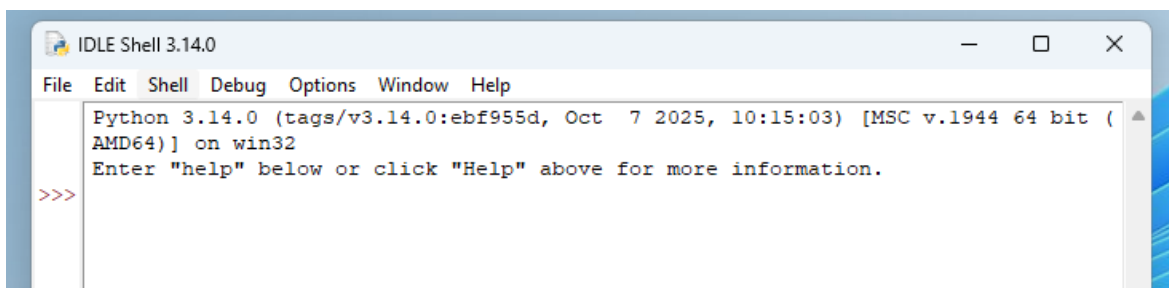 IDLE Shell 3.14.0
File Edit Shell Debug Options Window Help
Python 3.14.0 (tags/v3.14.0:ebf955d, Oct  7 2025, 10:15:03) [MSC v.1944 64 bit (
AMD64)] on win32
Enter "help" below or click "Help" above for more information.
>>>